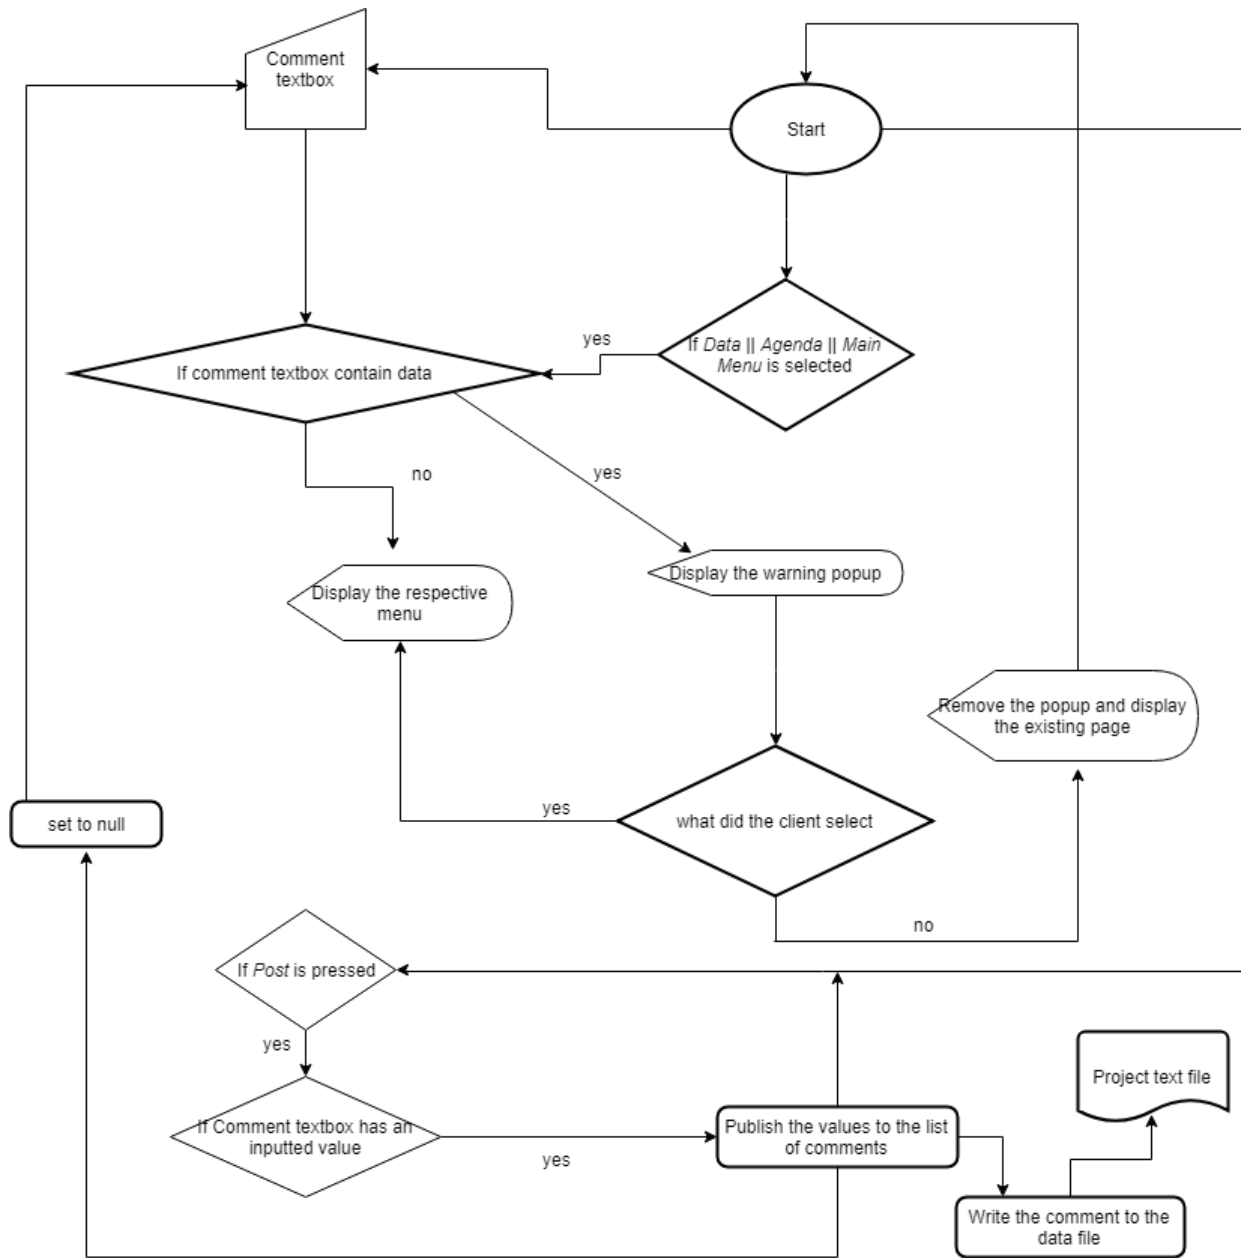 Comment
textbox
Start
yes
If Data || Agenda || Main
Menu is selected
If comment textbox contain data
no
yes
Display the warning popup
Display the respective
menu
Remove the popup and display
the existing page
yes
what did the client select
set to null
no
If Post is pressed
yes
Project text file
If Comment textbox has an
inputted value
yes
Publish the values to the list
of comments
Write the comment to the
data file